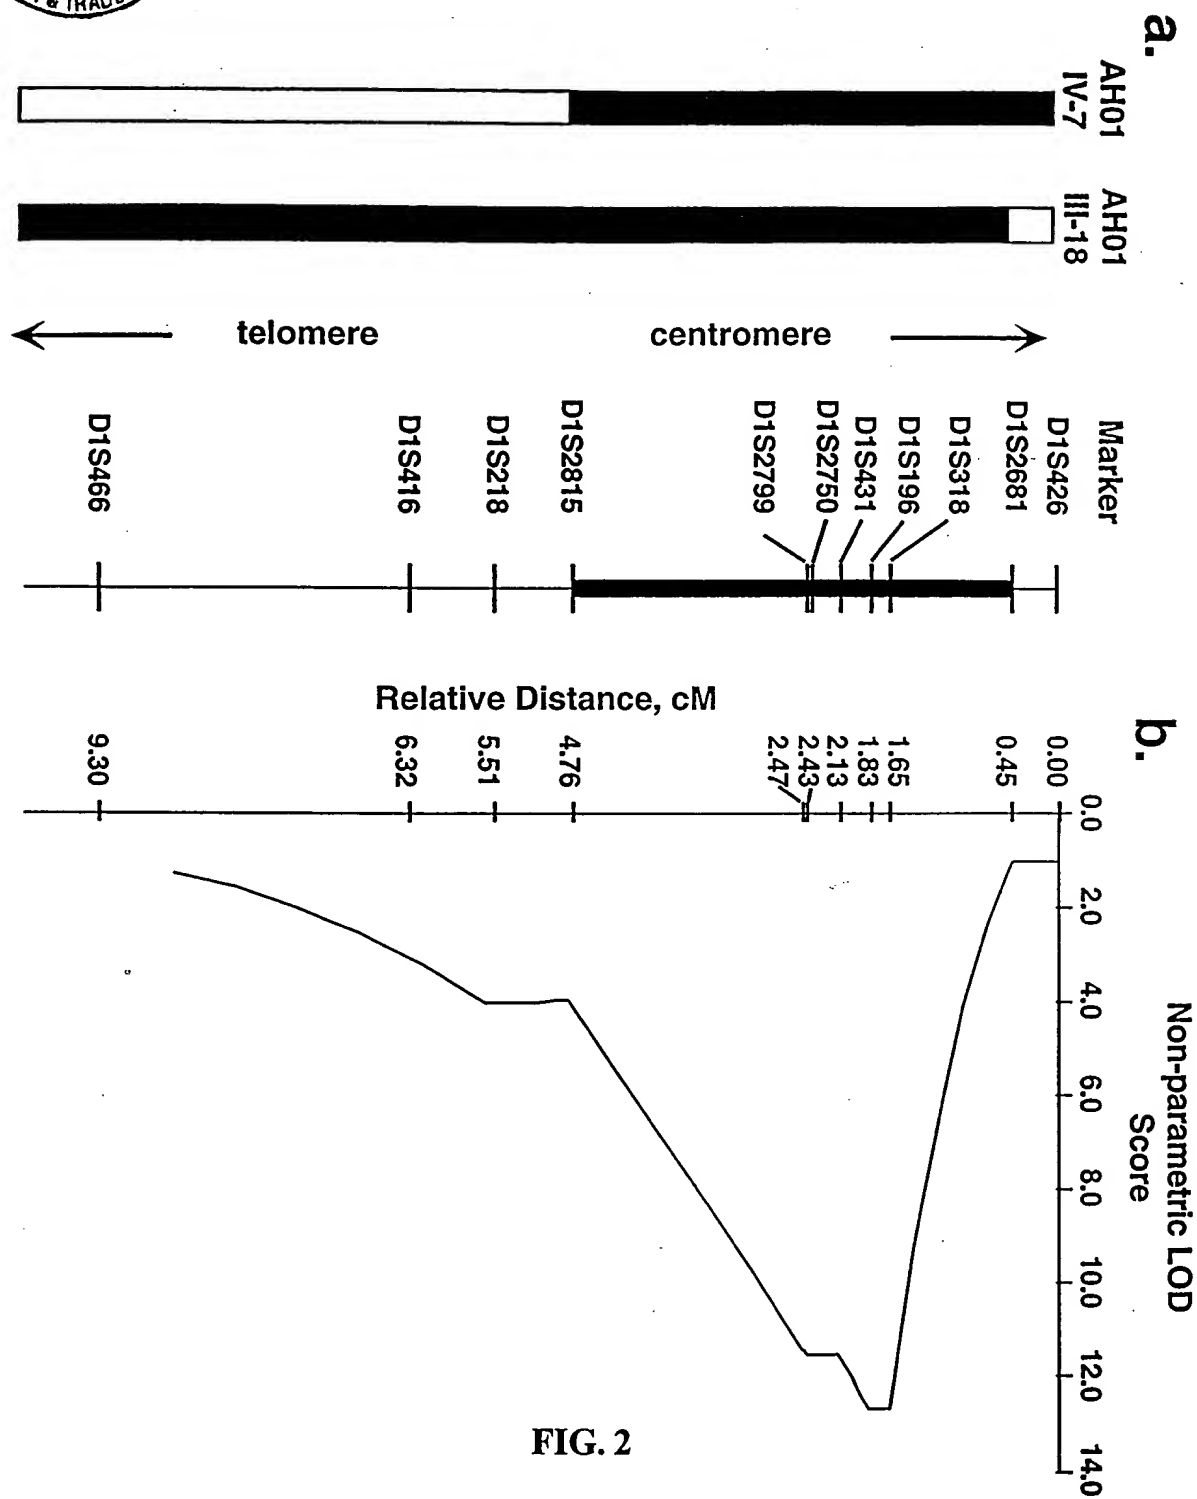 & TRAD
a.
AH01
IV-7
AH01
III-18
telomere
centromere
Marker
D1S426
D1S2681
D1S318
D1S196
D1S431
D1S2750
D1S2799
D1S2815
D1S218
D1S416
D1S466
b.
Relative Distance, cM
0.00
0.45
1.65
1.83
2.13
2.43
2.47
4.76
5.51
6.32
9.30
0.0
2.0
4.0
6.0
8.0
10.0
12.0
14.0
Non-parametric LOD
Score
FIG. 2